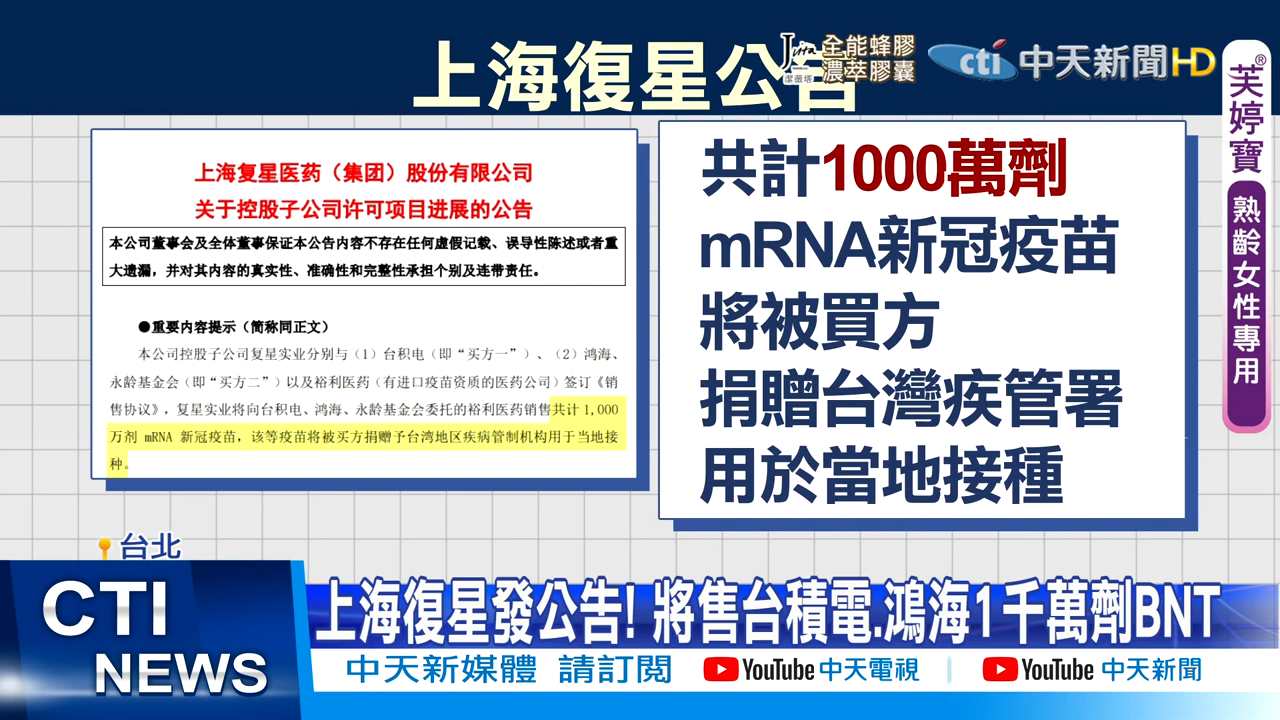 上海復星公告
Jvita
潔薇塔
全能蜂膠
濃萃膠囊
cti 中天新聞HD
芙婷寶®
熟齡女性專用
上海复星医药（集团）股份有限公司
关于控股子公司许可项目进展的公告
本公司董事会及全体董事保证本公告内容不存在任何虚假记载、误导性陈述或者重
大遗漏，并对其内容的真实性、准确性和完整性承担个别及连带责任。
●重要内容提示（简称同正文）
本公司控股子公司复星实业分别与（1）台积电（即“买方一”）、（2）鸿海、
永龄基金会（即“买方二”）以及裕利医药（有进口疫苗资质的医药公司）签订《销
售协议》，复星实业将向台积电、鸿海、永龄基金会委托的裕利医药销售共计 1,000
万剂 mRNA 新冠疫苗，该等疫苗将被买方捐赠予台湾地区疾病管制机构用于当地接
种。
共計1000萬劑
mRNA新冠疫苗
將被買方
捐贈台灣疾管署
用於當地接種
台北
CTI
NEWS
上海復星發公告! 將售台積電.鴻海1千萬劑BNT
中天新媒體 請訂閱 YouTube 中天電視 YouTube 中天新聞